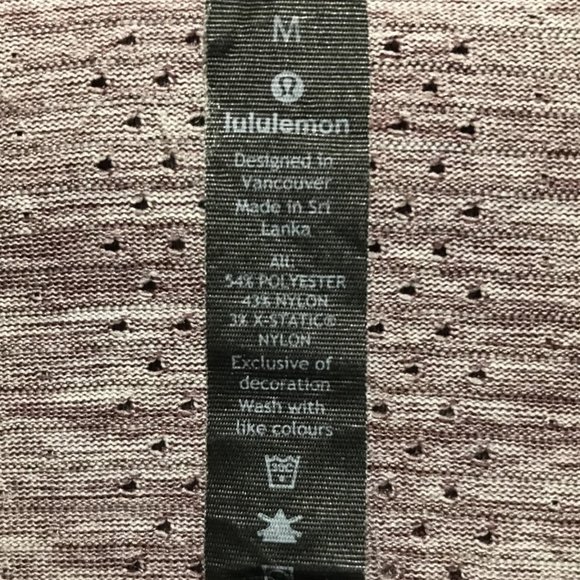 M
lululemon
Designed in
Vancouver
Made in Sri
Lanka
All:
54% POLYESTER
43% NYLON
3% X-STATIC®
NYLON
Exclusive of
decoration
Wash with
like colours
30C